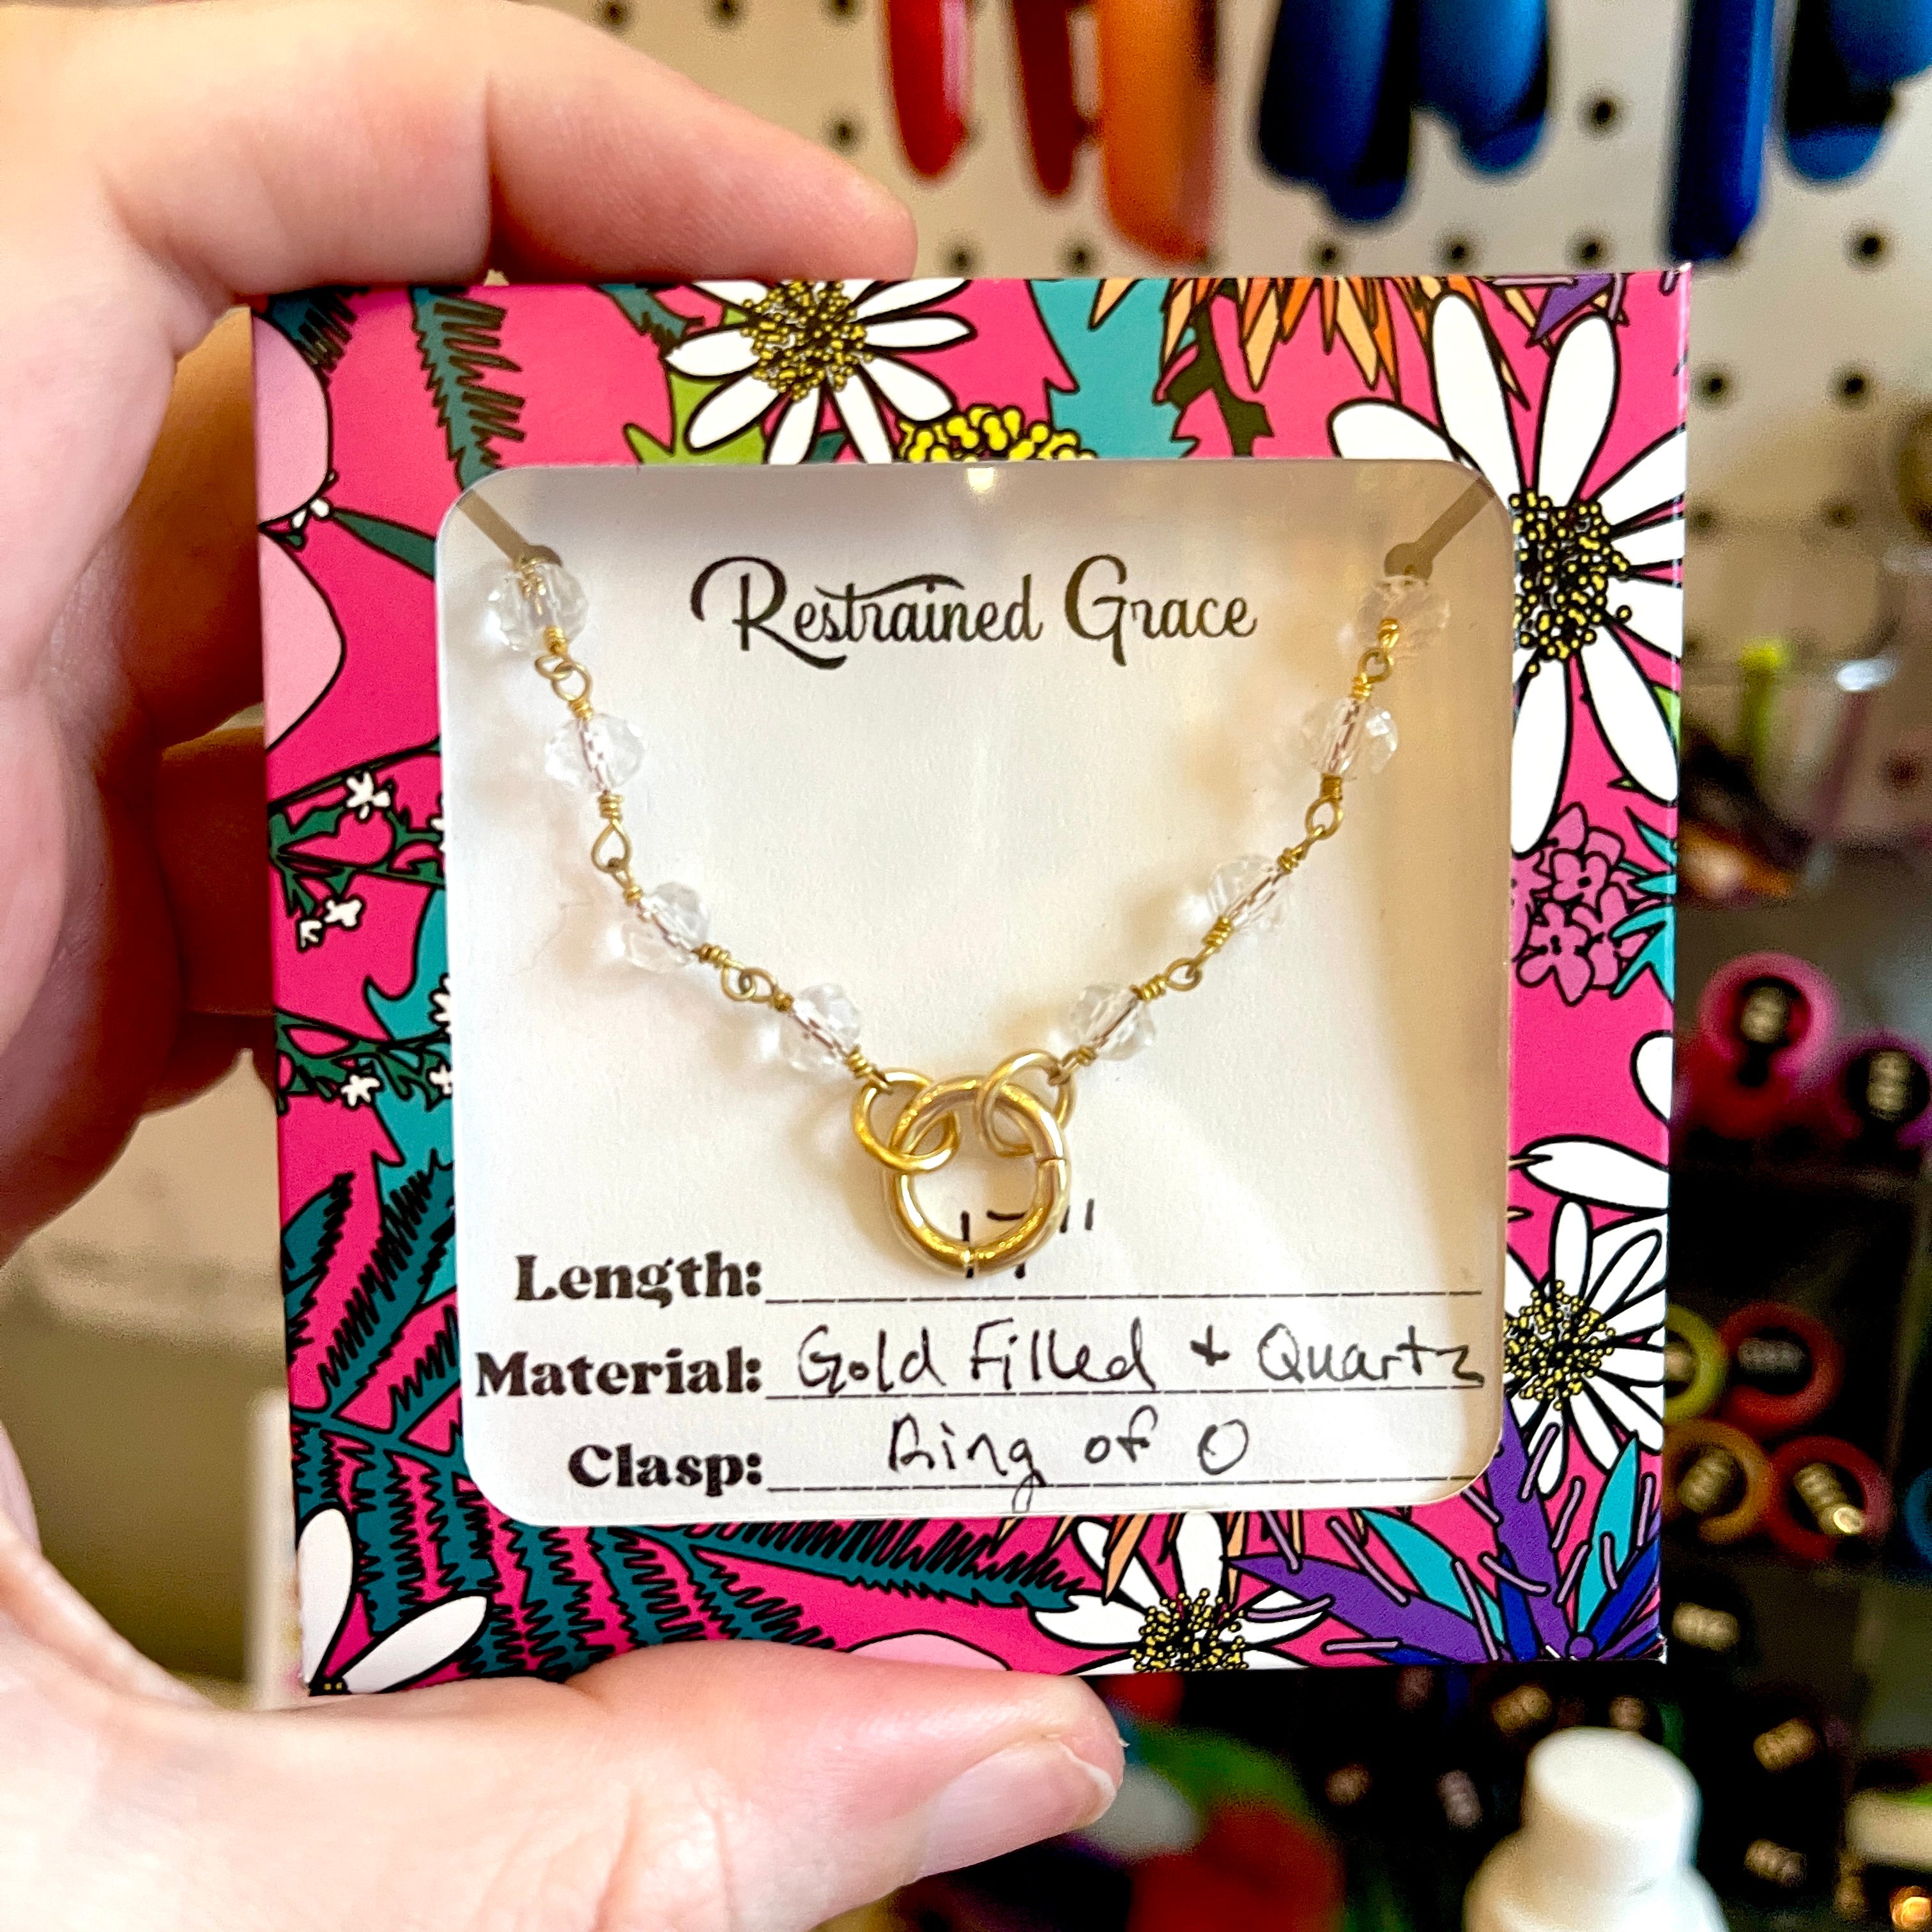 Restrained Grace
Length: 17"
Material: Gold Filled + Quartz
Clasp: Ring of O